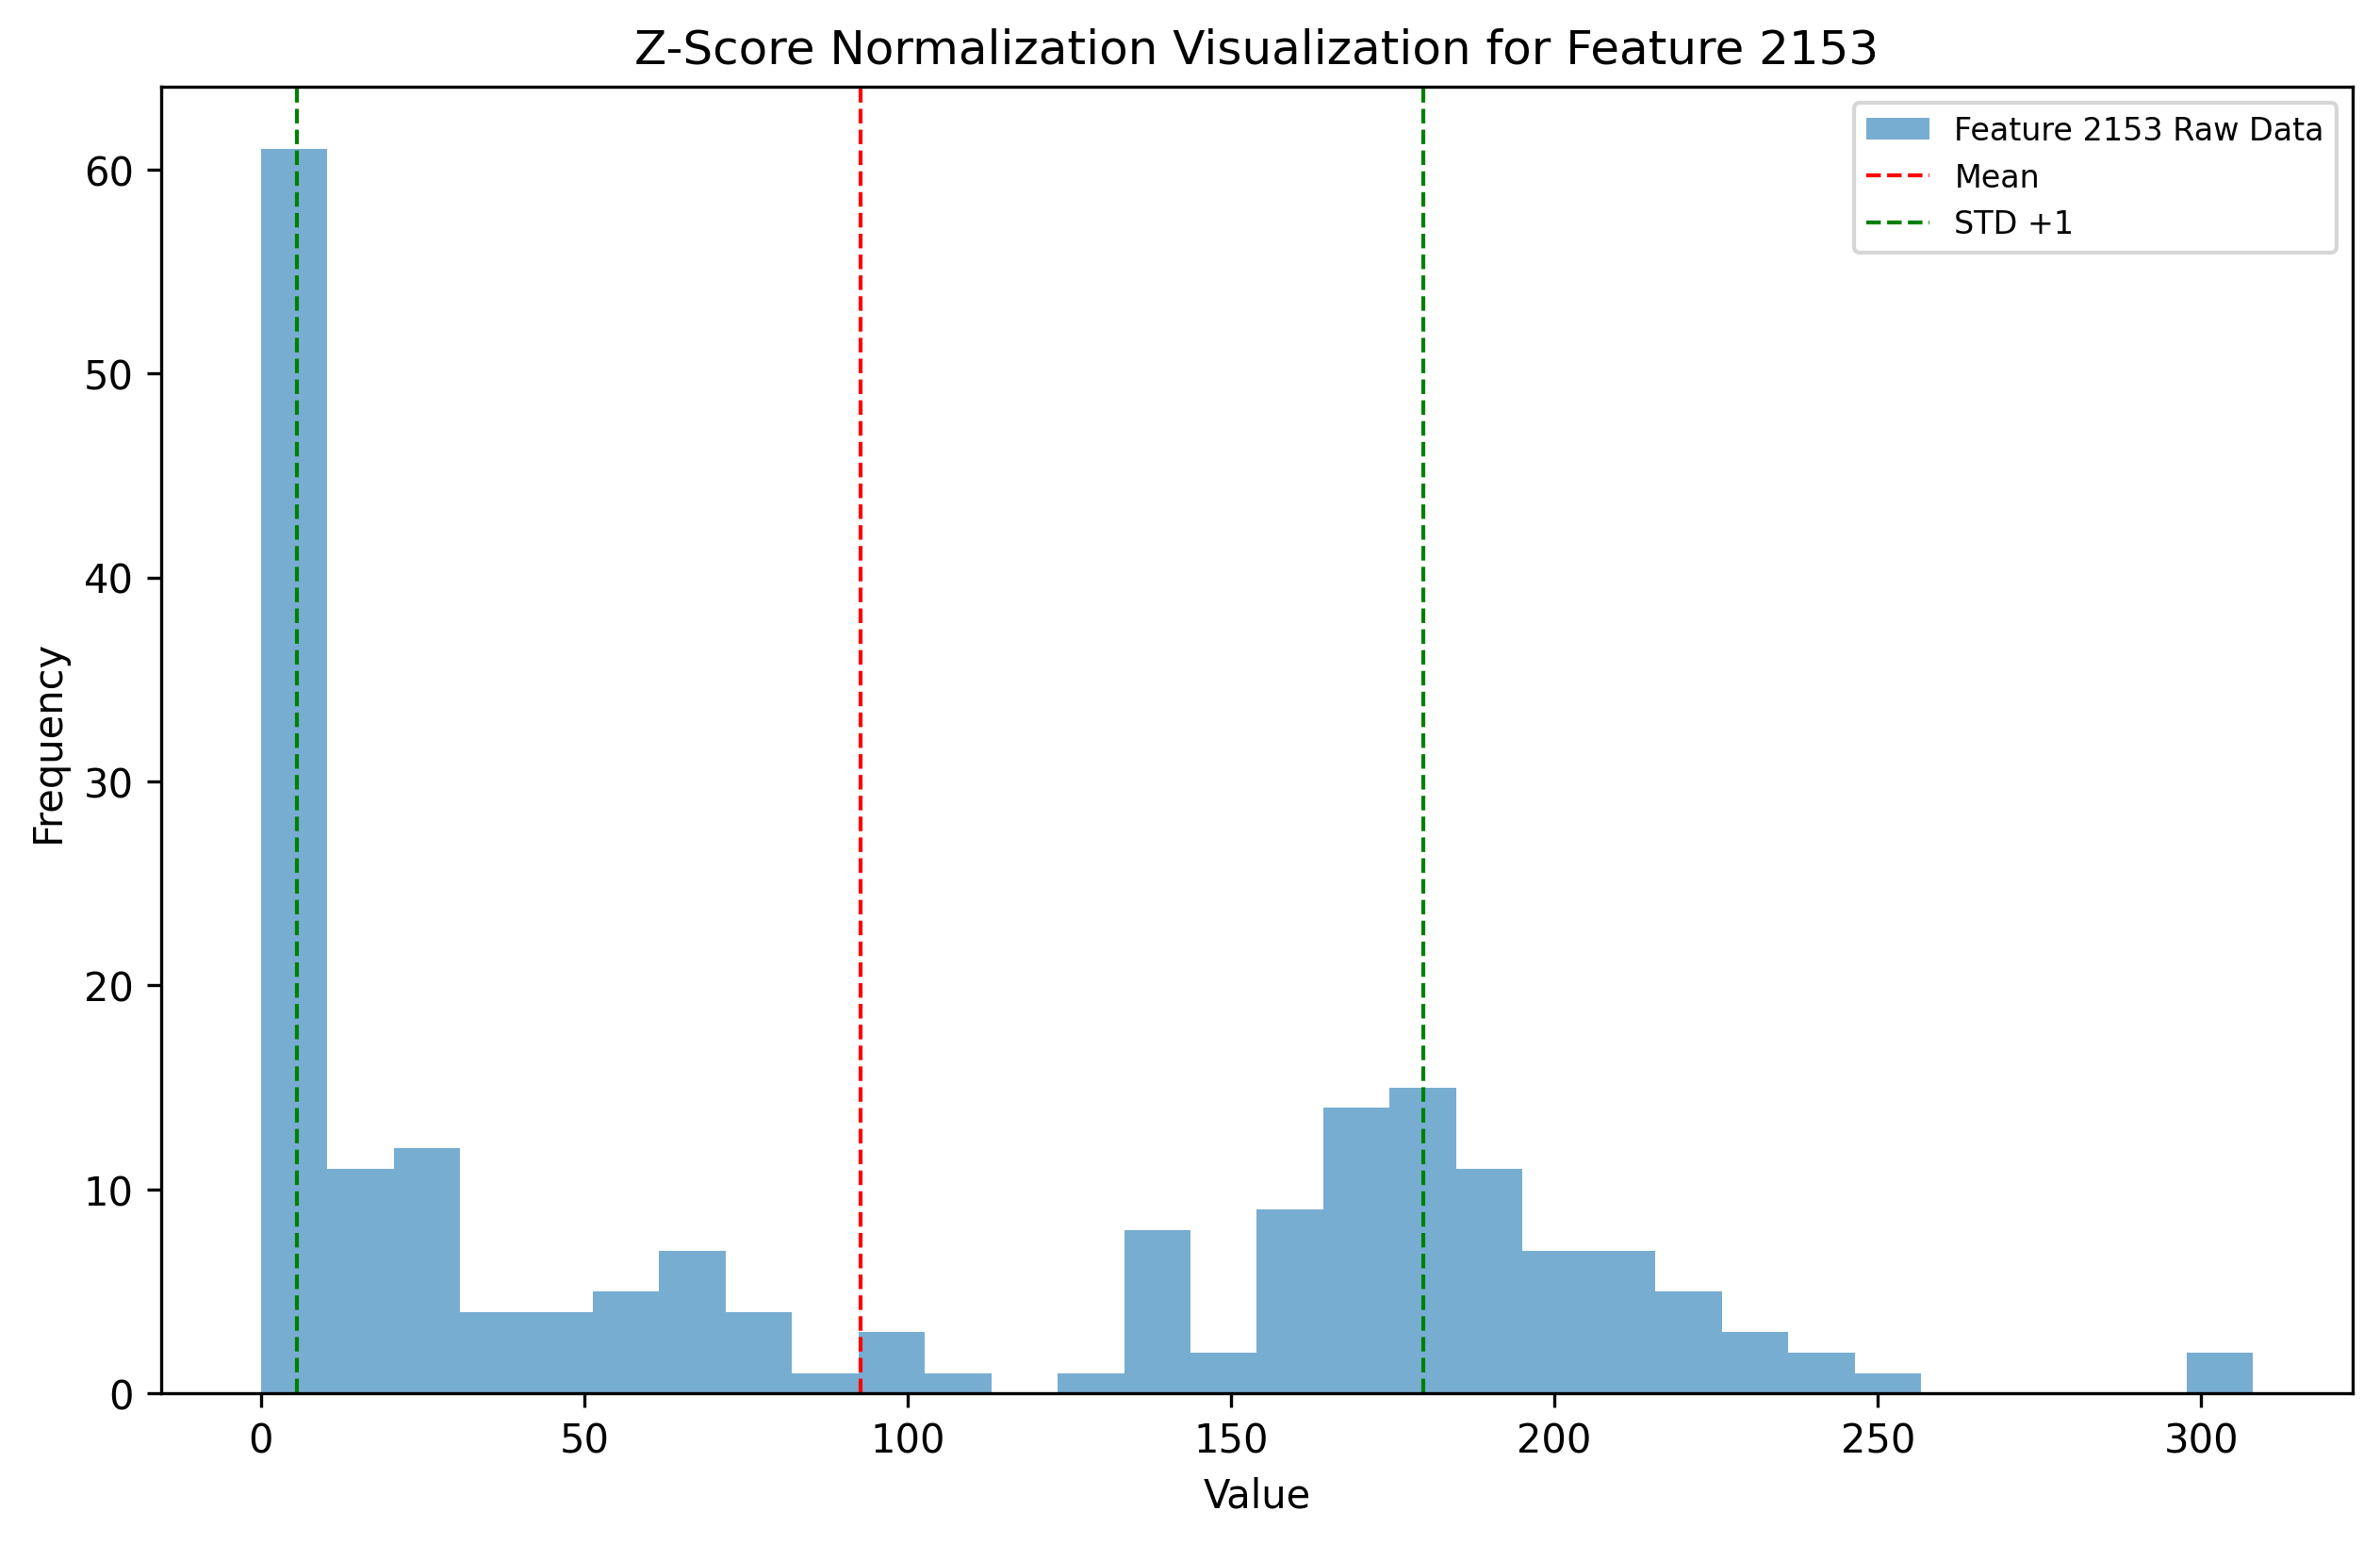 Z-Score Normalization Visualization for Feature 2153
Feature 2153 Raw Data
Mean
STD +1
Frequency
60
50
40
30
20
10
0
0 50 100 150 200 250 300
Value